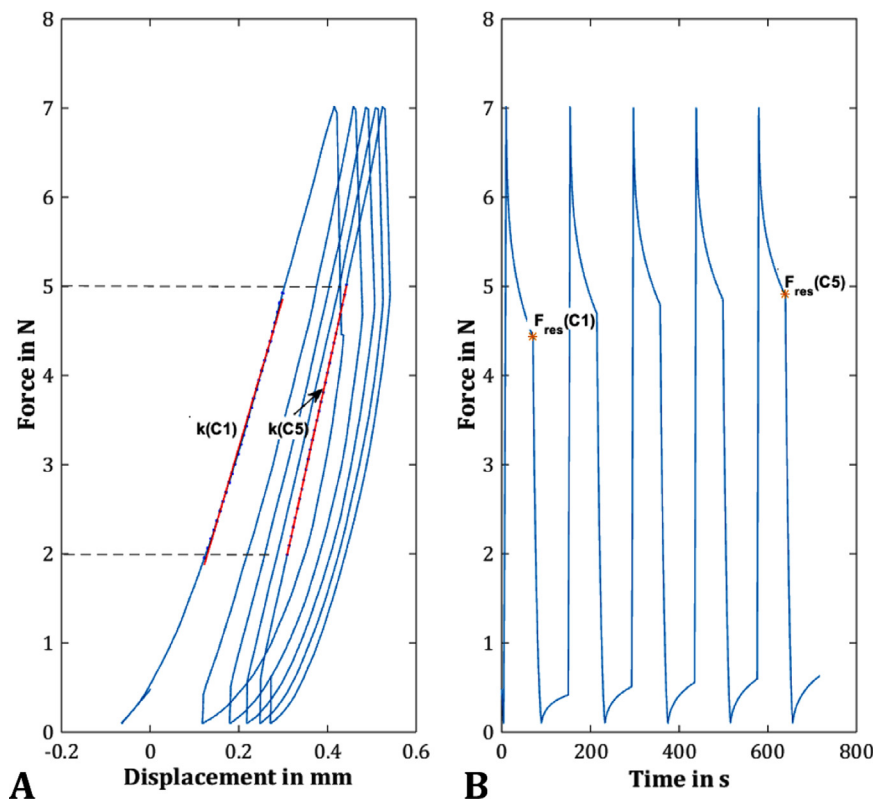 8
7
6
5
4
3
2
1
0
Force in N
k(C1)
k(C5)
-0.2
0
0.2
0.4
0.6
Displacement in mm
A
8
7
6
5
4
3
2
1
0
Force in N
Fres(C1)
Fres(C5)
0
200
400
600
800
Time in s
B